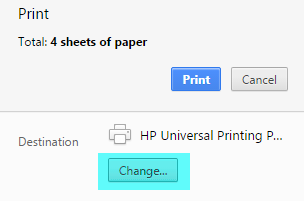 Print
Total: 4 sheets of paper
Print Cancel
Destination HP Universal Printing P...
Change...